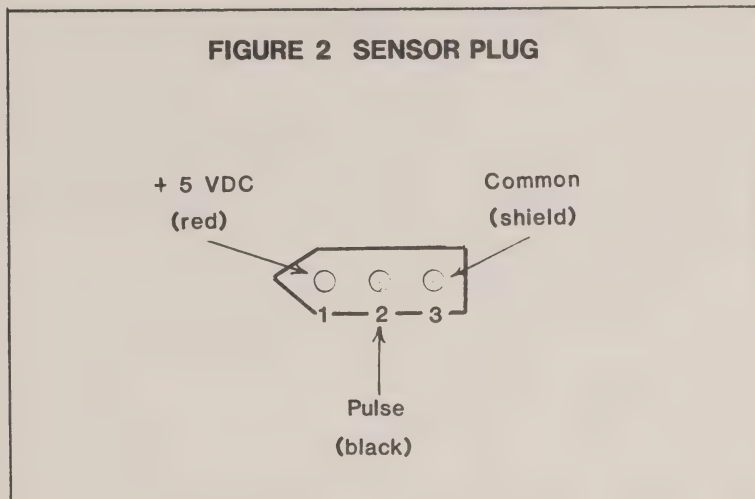 FIGURE 2 SENSOR PLUG
+ 5 VDC
(red)
Common
(shield)
1 2 3
Pulse
(black)